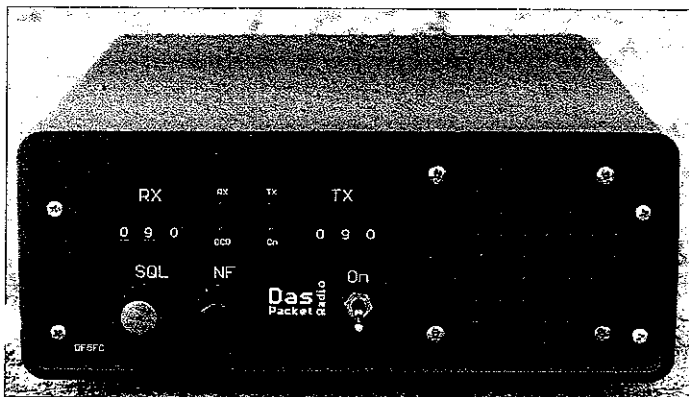 RX
RX
TX
TX
0 9 0
DCD
On
0 9 0
SQL
NF
On
Das
Packet
Radio
DF6FC